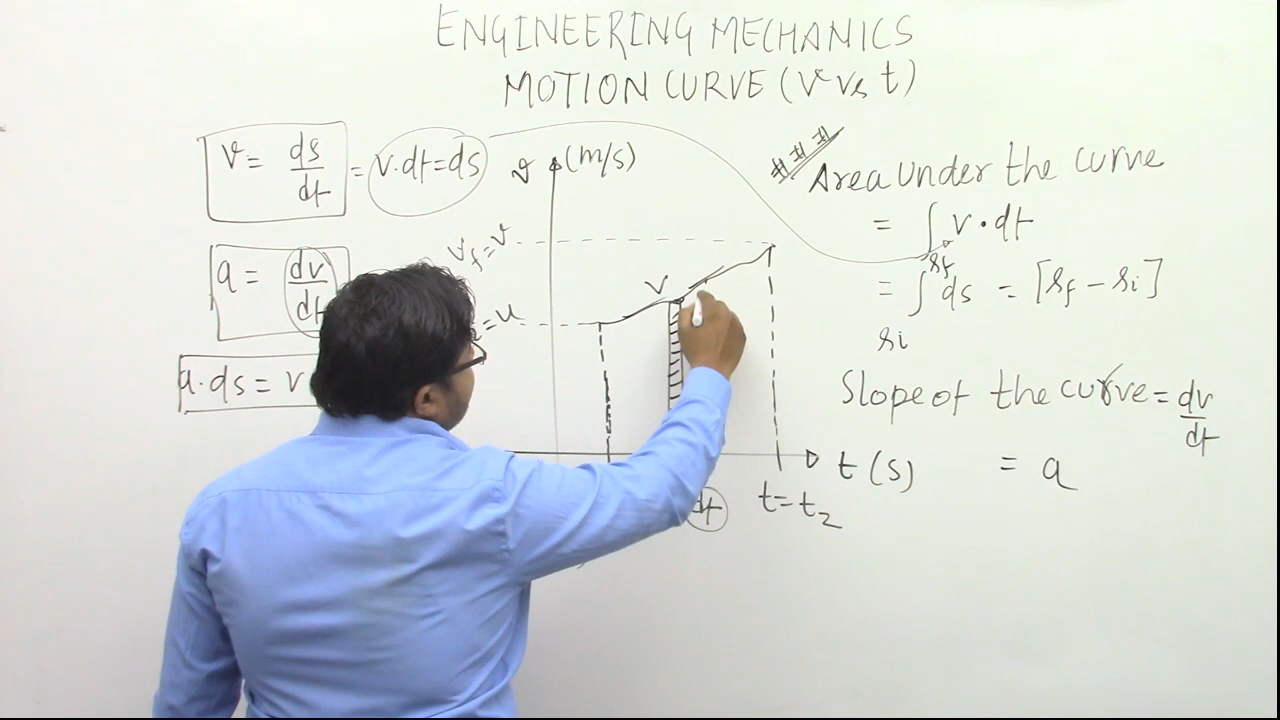 ENGINEERING MECHANICS
MOTION CURVE (v vs t)
v = ds/dt = v·dt = ds
a = dv/dt
a·ds = v
v (m/s)
Vf = v
= u
v
t (s)
dt
t = t2
Area under the curve
= ∫ v·dt
= ∫ ds = [sf - si]
sf
si
Slope of the curve = dv/dt
= a